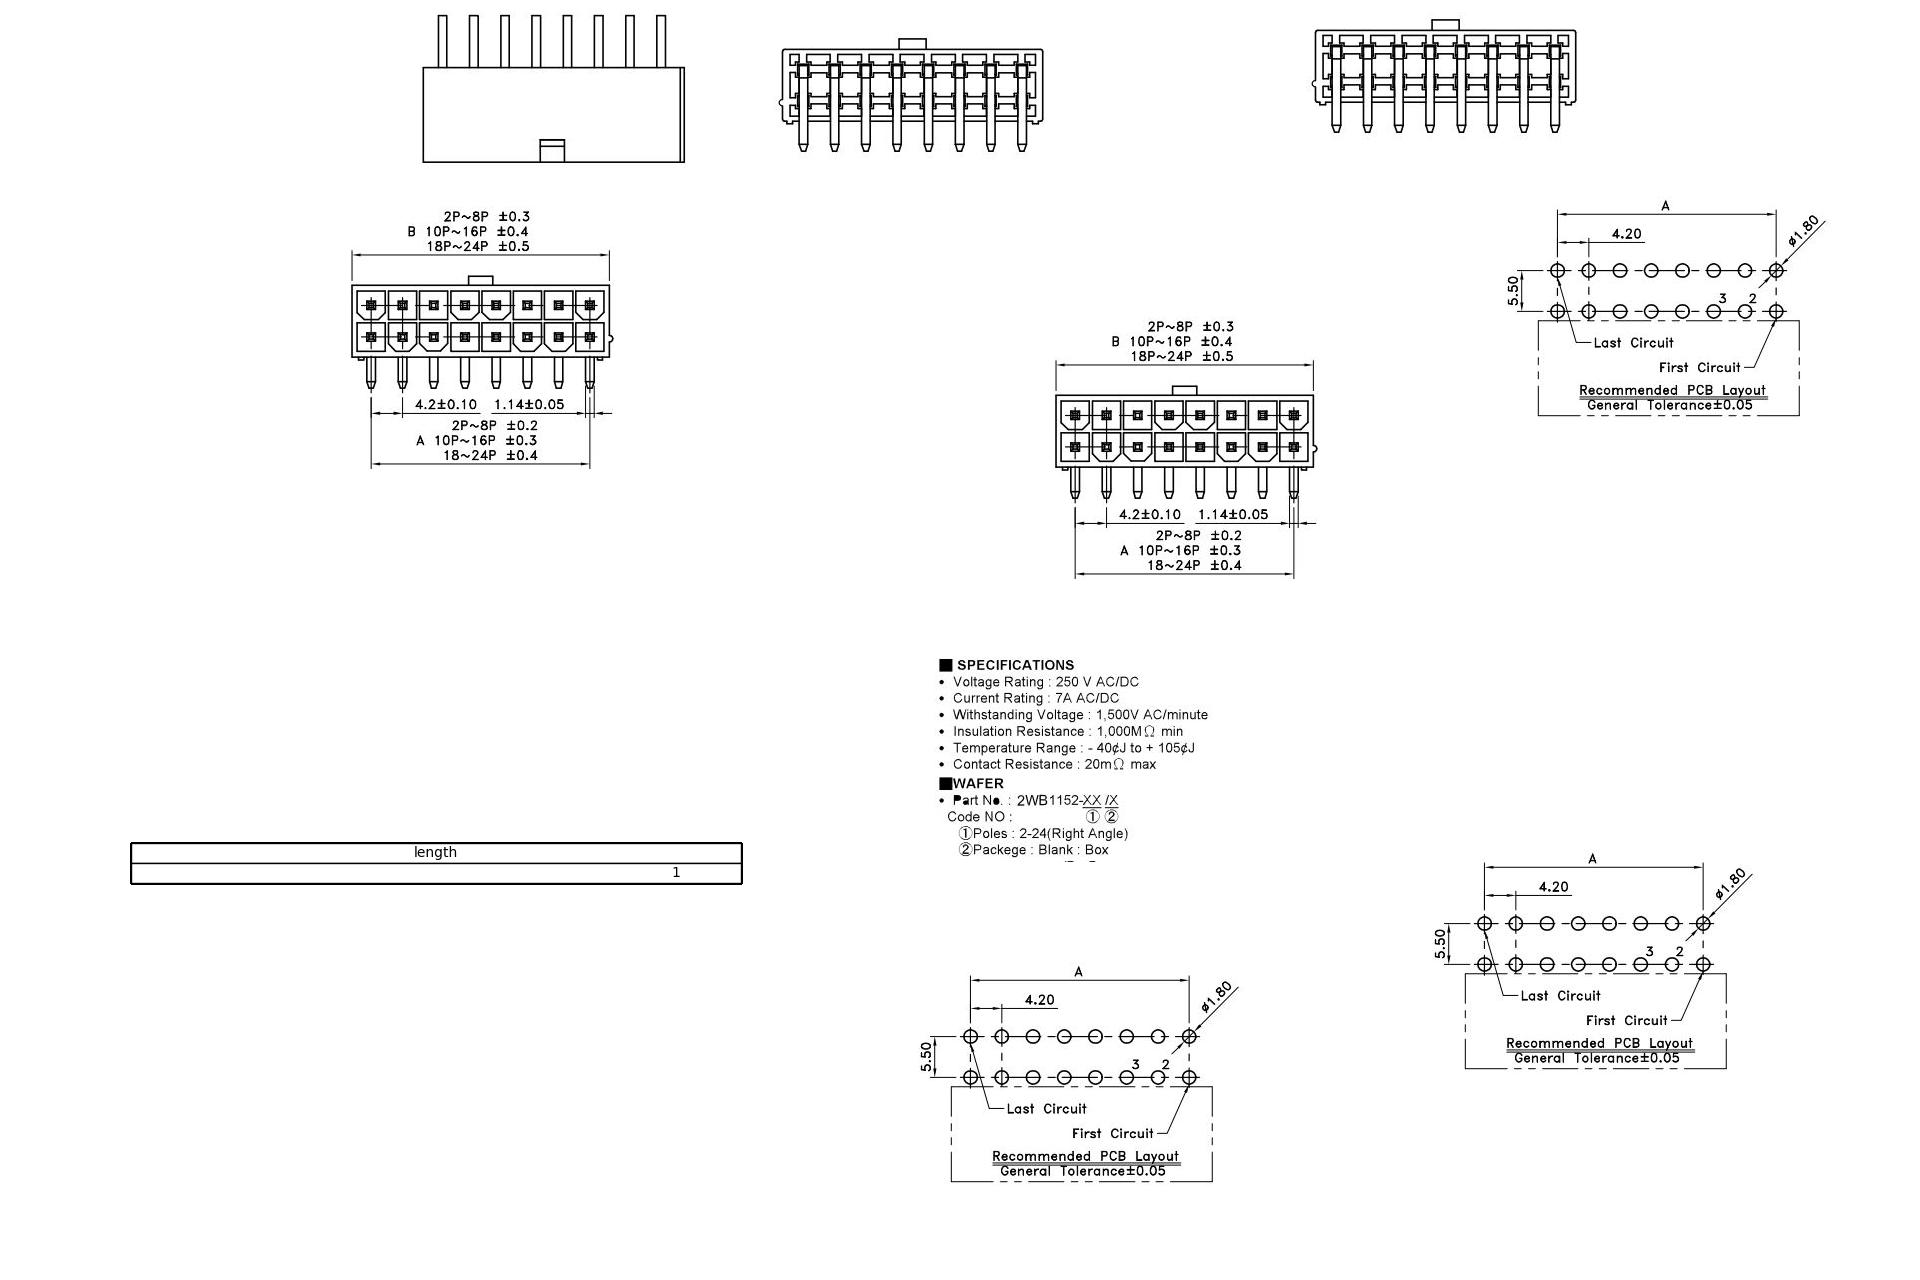 2P~8P ±0.3
B 10P~16P ±0.4
18P~24P ±0.5
4.2±0.10 1.14±0.05
2P~8P ±0.2
A 10P~16P ±0.3
18~24P ±0.4
A
4.20
ø1.80
5.50
3 2
Last Circuit
First Circuit
Recommended PCB Layout
General Tolerance±0.05
2P~8P ±0.3
B 10P~16P ±0.4
18P~24P ±0.5
4.2±0.10 1.14±0.05
2P~8P ±0.2
A 10P~16P ±0.3
18~24P ±0.4
■ SPECIFICATIONS
• Voltage Rating : 250 V AC/DC
• Current Rating : 7A AC/DC
• Withstanding Voltage : 1,500V AC/minute
• Insulation Resistance : 1,000MΩ min
• Temperature Range : - 40¢J to + 105¢J
• Contact Resistance : 20mΩ max
■WAFER
• Part No. : 2WB1152-XX /X
Code NO : ① ②
①Poles : 2-24(Right Angle)
②Packege : Blank : Box
length
1
A
4.20
ø1.80
5.50
3 2
Last Circuit
First Circuit
Recommended PCB Layout
General Tolerance±0.05
A
4.20
ø1.80
5.50
3 2
Last Circuit
First Circuit
Recommended PCB Layout
General Tolerance±0.05